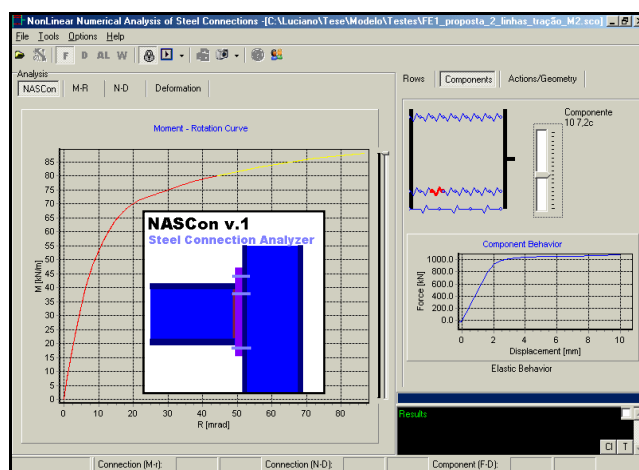 NonLinear Numerical Analysis of Steel Connections -[C:\Luciano\Tese\Modelo\Testes\FE1_proposta_2_linhas_tração_M2.sco]
File Tools Options Help
F D AL W
Analysis
NASCon M-R N-D Deformation
Moment - Rotation Curve
M [kN/m]
85
80
75
70
65
60
55
50
45
40
35
30
25
20
15
10
5
0
0 10 20 30 40 50 60 70 80
R [mrad]
NASCon v.1
Steel Connection Analyzer
Rows Components Actions/Geometry
Componente
10 7,2c
Component Behavior
Force [kN]
1000.0
800.0
600.0
400.0
200.0
0.0
0 2 4 6 8 10
Displacement [mm]
Elastic Behavior
Results
Cl T
Connection (M-r): Connection (N-D): Component (F-D):